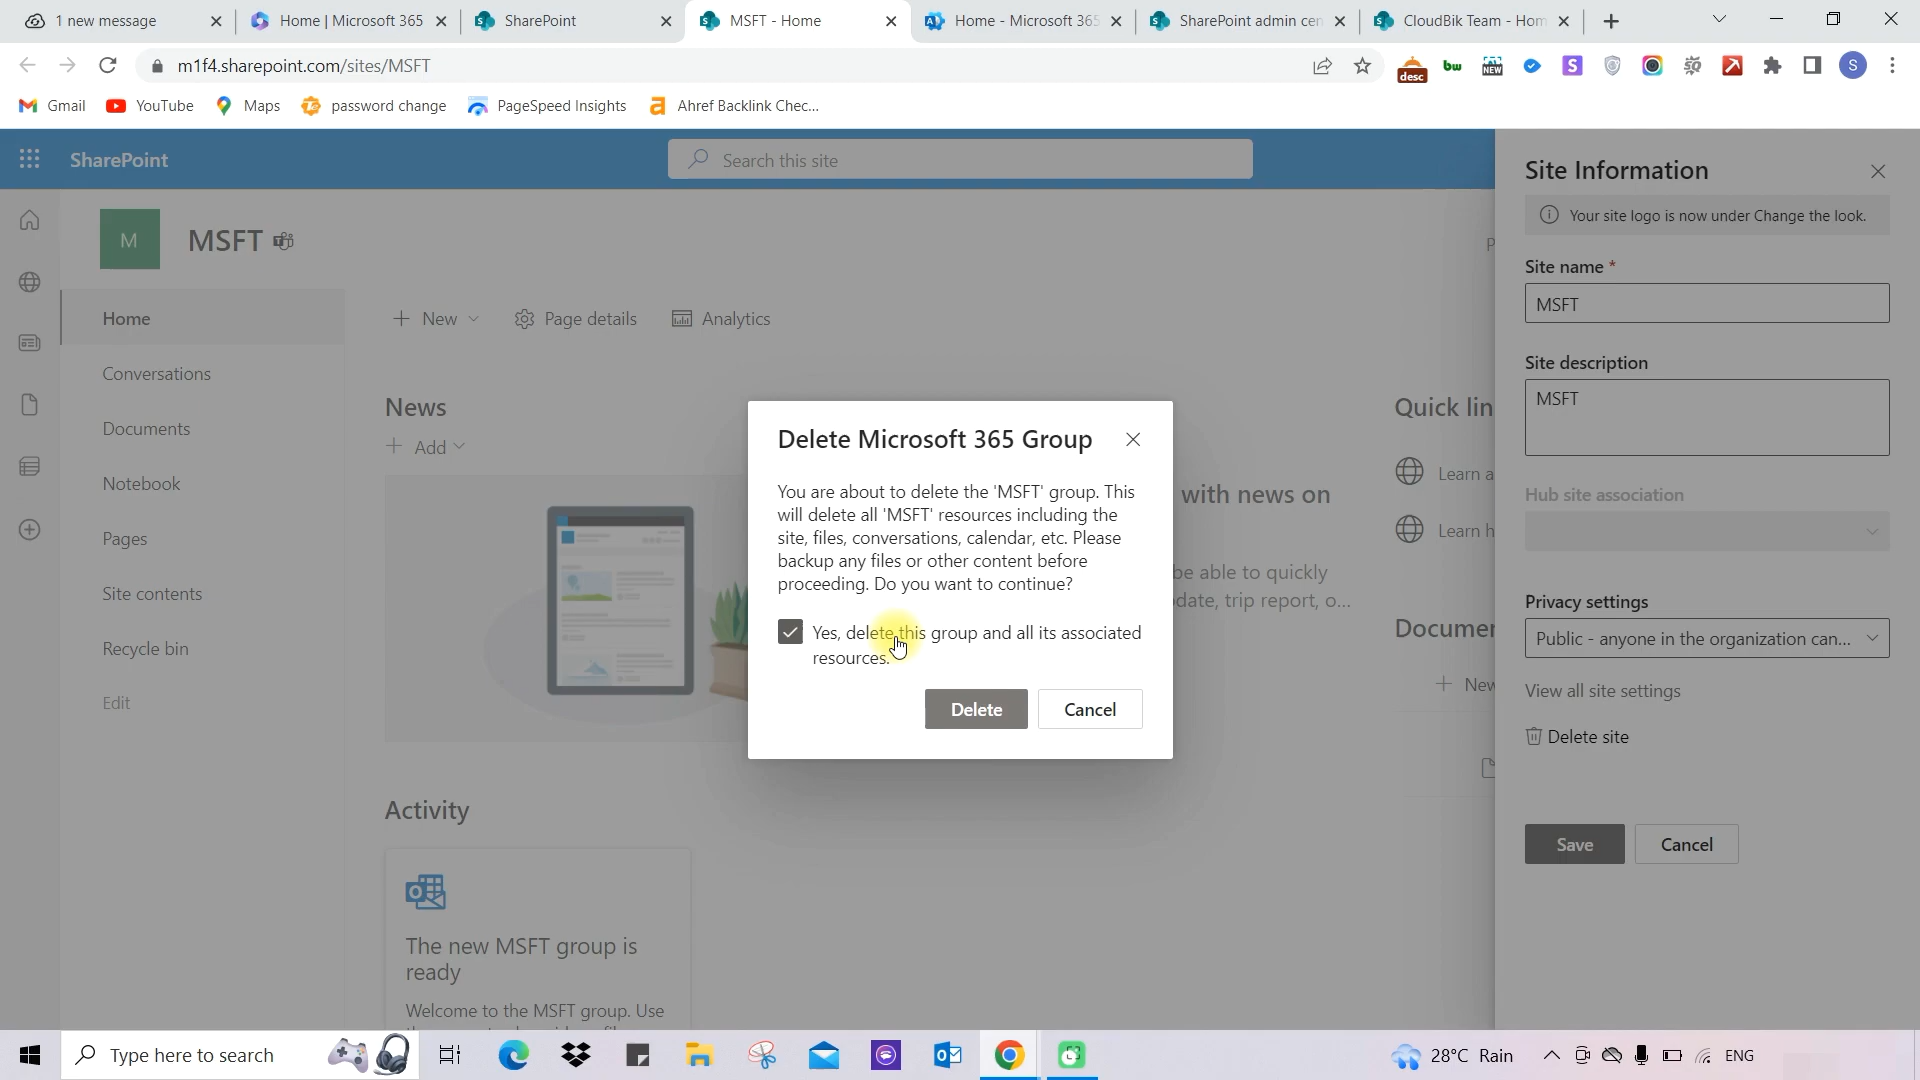 1 new message
Home | Microsoft 365
SharePoint
MSFT - Home
Home - Microsoft 365
SharePoint admin cen
CloudBik Team - Hom
m1f4.sharepoint.com/sites/MSFT
desc
bw
NEW
S
S
Gmail
YouTube
Maps
password change
PageSpeed Insights
Ahref Backlink Chec...
SharePoint
Search this site
Site Information
Your site logo is now under Change the look.
M
MSFT
Home
Conversations
Documents
Notebook
Pages
Site contents
Recycle bin
Edit
New
Page details
Analytics
News
Add
with news on
be able to quickly
date, trip report, o...
Quick lin
Learn a
Learn h
Documen
New
Activity
The new MSFT group is
ready
Welcome to the MSFT group. Use
Delete Microsoft 365 Group
You are about to delete the 'MSFT' group. This
will delete all 'MSFT' resources including the
site, files, conversations, calendar, etc. Please
backup any files or other content before
proceeding. Do you want to continue?
Yes, delete this group and all its associated
resources.
Delete
Cancel
Site name *
MSFT
Site description
MSFT
Hub site association
Privacy settings
Public - anyone in the organization can...
View all site settings
Delete site
Save
Cancel
Type here to search
28°C Rain
ENG